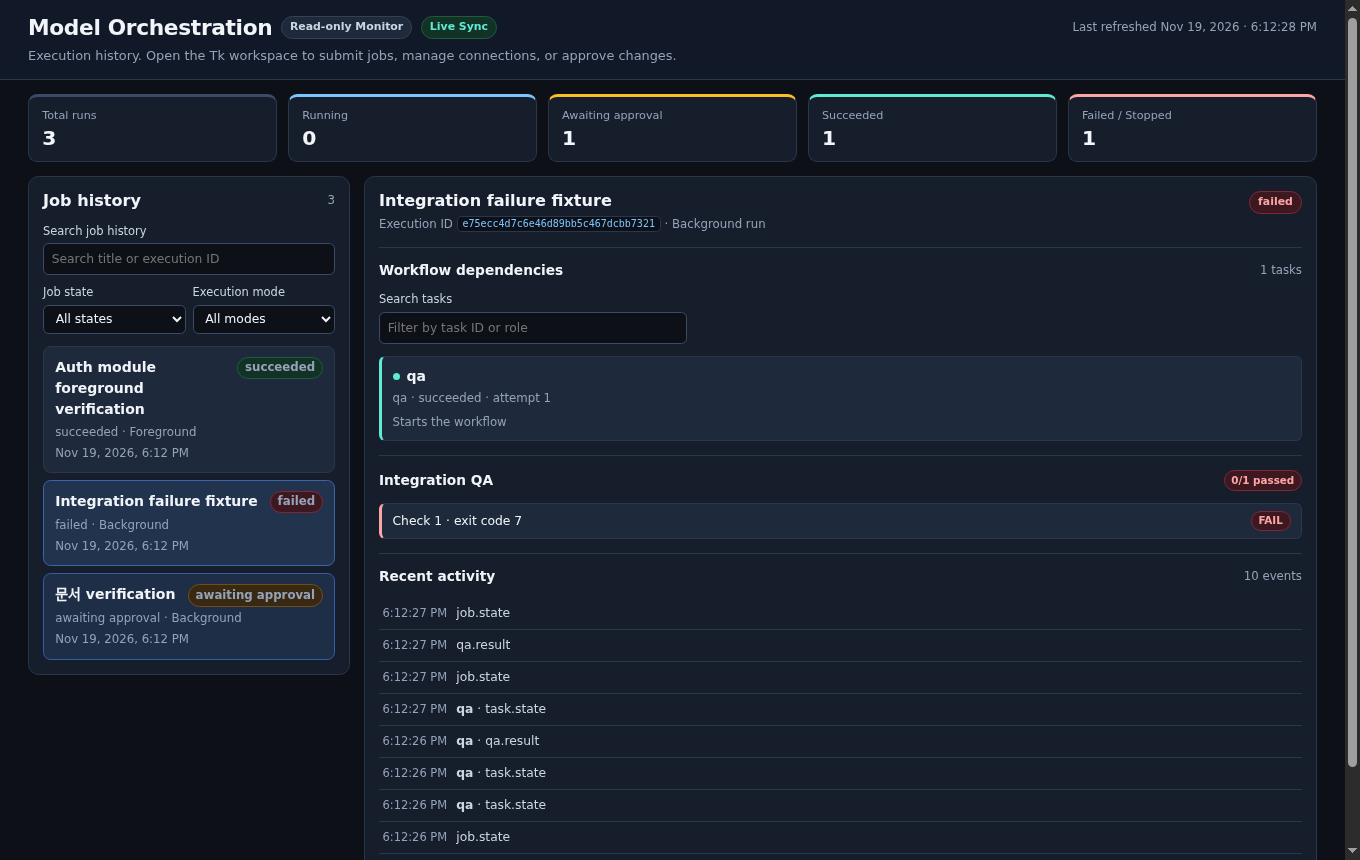 Model Orchestration Read-only Monitor Live Sync Last refreshed Nov 19, 2026 · 6:12:28 PM
Execution history. Open the Tk workspace to submit jobs, manage connections, or approve changes.
Total runs
3
Running
0
Awaiting approval
1
Succeeded
1
Failed / Stopped
1
Job history 3
Search job history
Search title or execution ID
Job state Execution mode
All states All modes
Auth module foreground verification succeeded
succeeded · Foreground
Nov 19, 2026, 6:12 PM
Integration failure fixture failed
failed · Background
Nov 19, 2026, 6:12 PM
문서 verification awaiting approval
awaiting approval · Background
Nov 19, 2026, 6:12 PM
Integration failure fixture failed
Execution ID e75ecc4d7c6e46d89bb5c467dcbb7321 · Background run
Workflow dependencies 1 tasks
Search tasks
Filter by task ID or role
qa
qa · succeeded · attempt 1
Starts the workflow
Integration QA 0/1 passed
Check 1 · exit code 7 FAIL
Recent activity 10 events
6:12:27 PM job.state
6:12:27 PM qa.result
6:12:27 PM job.state
6:12:27 PM qa · task.state
6:12:26 PM qa · qa.result
6:12:26 PM qa · task.state
6:12:26 PM qa · task.state
6:12:26 PM job.state